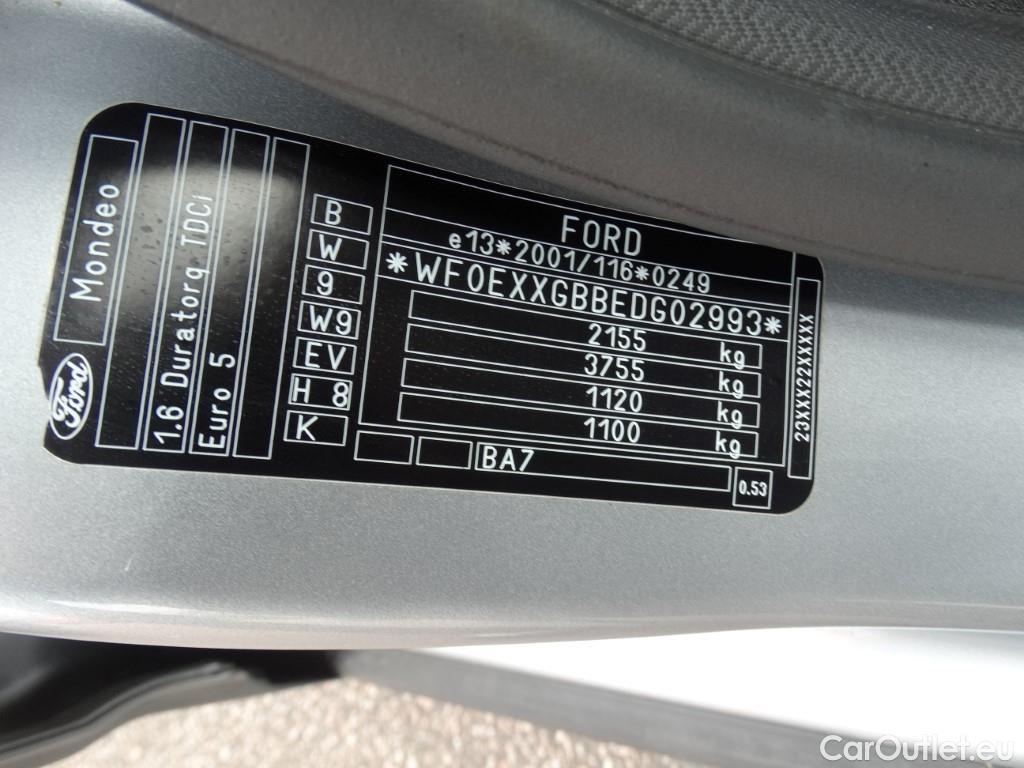 Mondeo
Ford
1.6 Duratorq TDCi
Euro 5
B
W
9
W9
EV
H 8
K
FORD
e13*2001/116*0249
*WF0EXXGBBEDG02993*
2155 kg
3755 kg
1120 kg
1100 kg
BA7
0.53
23XXX22XXXXX
CarOutlet.eu